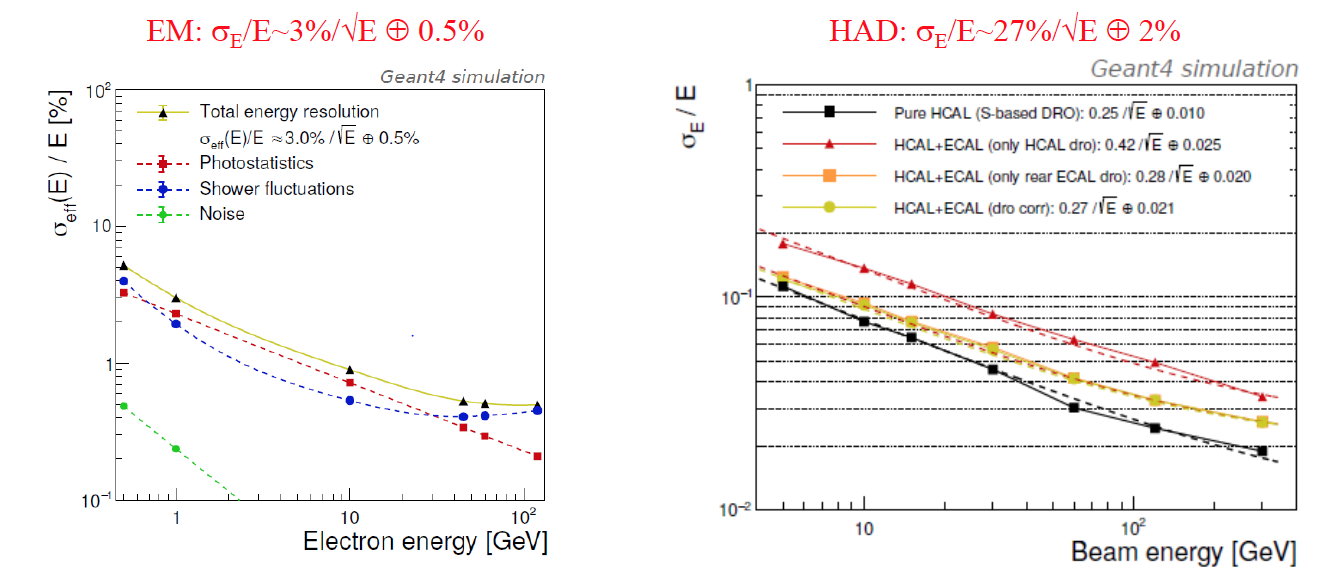 EM: σE/E~3%/√E ⊕ 0.5%
Geant4 simulation
σeff(E) / E [%]
10²
10
1
10⁻¹
Total energy resolution
σeff(E)/E ≈3.0% /√E ⊕ 0.5%
Photostatistics
Shower fluctuations
Noise
1
10
10²
Electron energy [GeV]
HAD: σE/E~27%/√E ⊕ 2%
Geant4 simulation
σE / E
1
10⁻¹
10⁻²
Pure HCAL (S-based DRO): 0.25 /√E ⊕ 0.010
HCAL+ECAL (only HCAL dro): 0.42 /√E ⊕ 0.025
HCAL+ECAL (only rear ECAL dro): 0.28 /√E ⊕ 0.020
HCAL+ECAL (dro corr): 0.27 /√E ⊕ 0.021
10
10²
Beam energy [GeV]